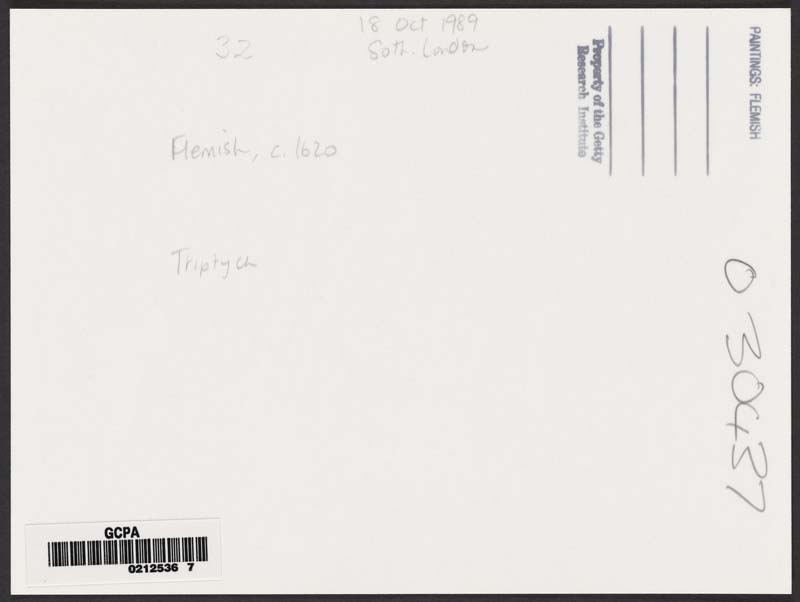 32
18 Oct 1989
Soth. London
Flemish, c. 1620
Triptych
PAINTINGS: FLEMISH
Property of the Getty
Research Institute
0 30437
GCPA
0212536 7